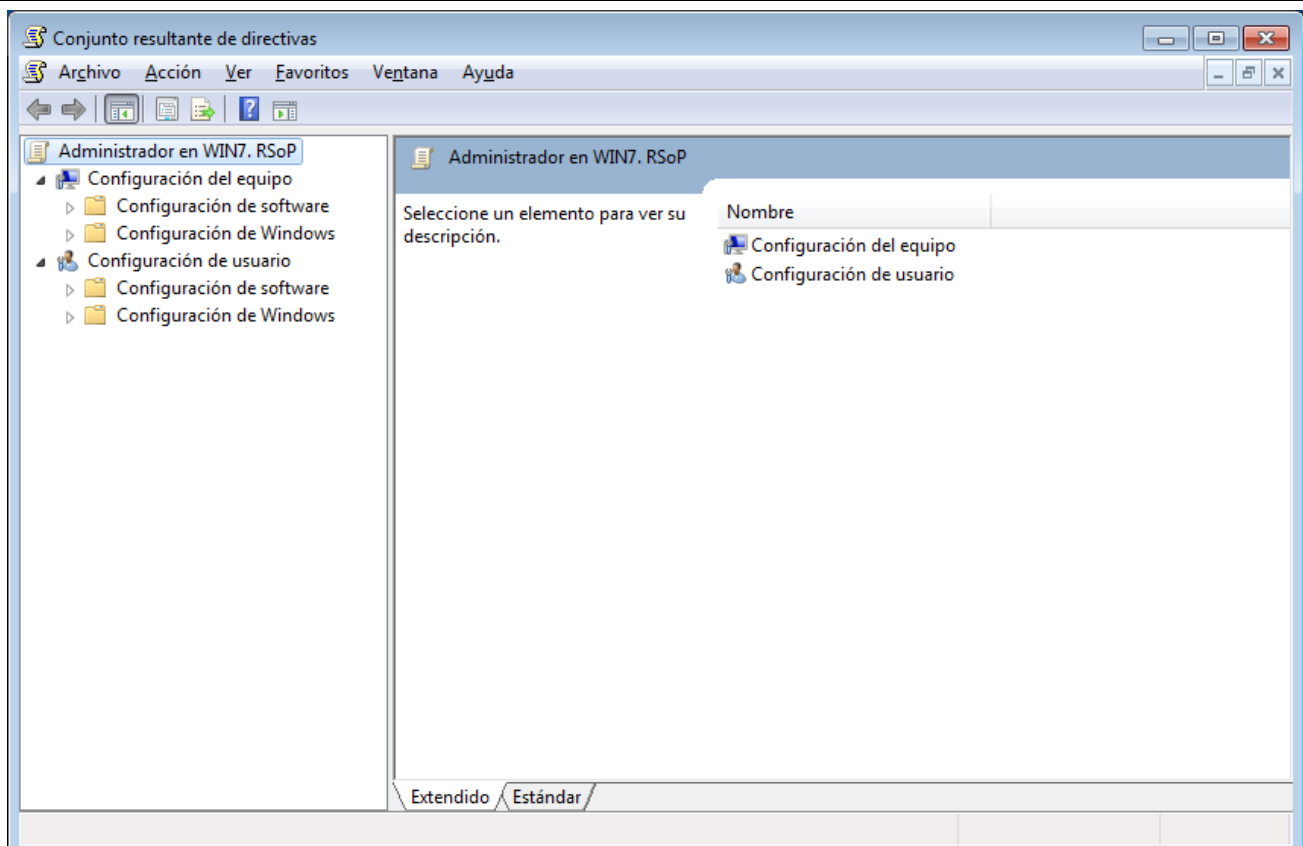 Conjunto resultante de directivas
Archivo Acción Ver Favoritos Ventana Ayuda
Administrador en WIN7. RSoP
Configuración del equipo
Configuración de software
Configuración de Windows
Configuración de usuario
Configuración de software
Configuración de Windows
Administrador en WIN7. RSoP
Seleccione un elemento para ver su
descripción.
Nombre
Configuración del equipo
Configuración de usuario
Extendido Estándar